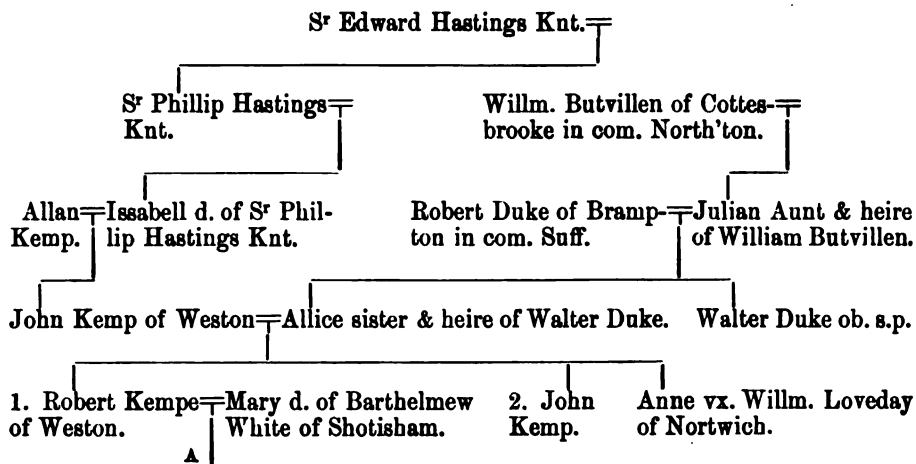 Sʳ Edward Hastings Knt.
Sʳ Phillip Hastings
Knt.
Willm. Butvillen of Cottes-
brooke in com. North'ton.
Allan
Kemp.
Issabell d. of Sʳ Phil-
lip Hastings Knt.
Robert Duke of Bramp-
ton in com. Suff.
Julian Aunt & heire
of William Butvillen.
John Kemp of Weston
Allice sister & heire of Walter Duke.
Walter Duke ob. s.p.
1. Robert Kempe
of Weston.
Mary d. of Barthelmew
White of Shotisham.
2. John
Kemp.
Anne vx. Willm. Loveday
of Nortwich.
A